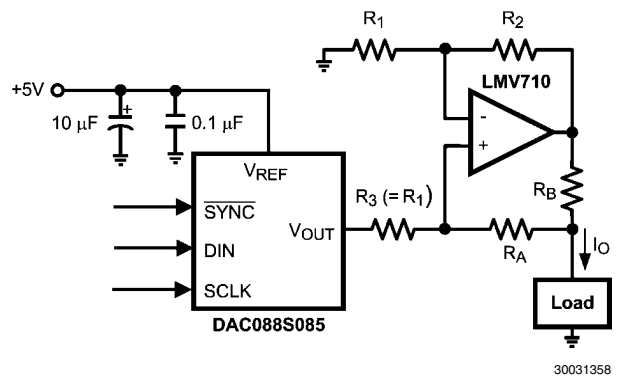 R1
R2
LMV710
+5V
+
10 µF
0.1 µF
-
+
VREF
R3 (= R1)
RB
SYNC
VOUT
RA
IO
DIN
SCLK
Load
DAC088S085
30031358